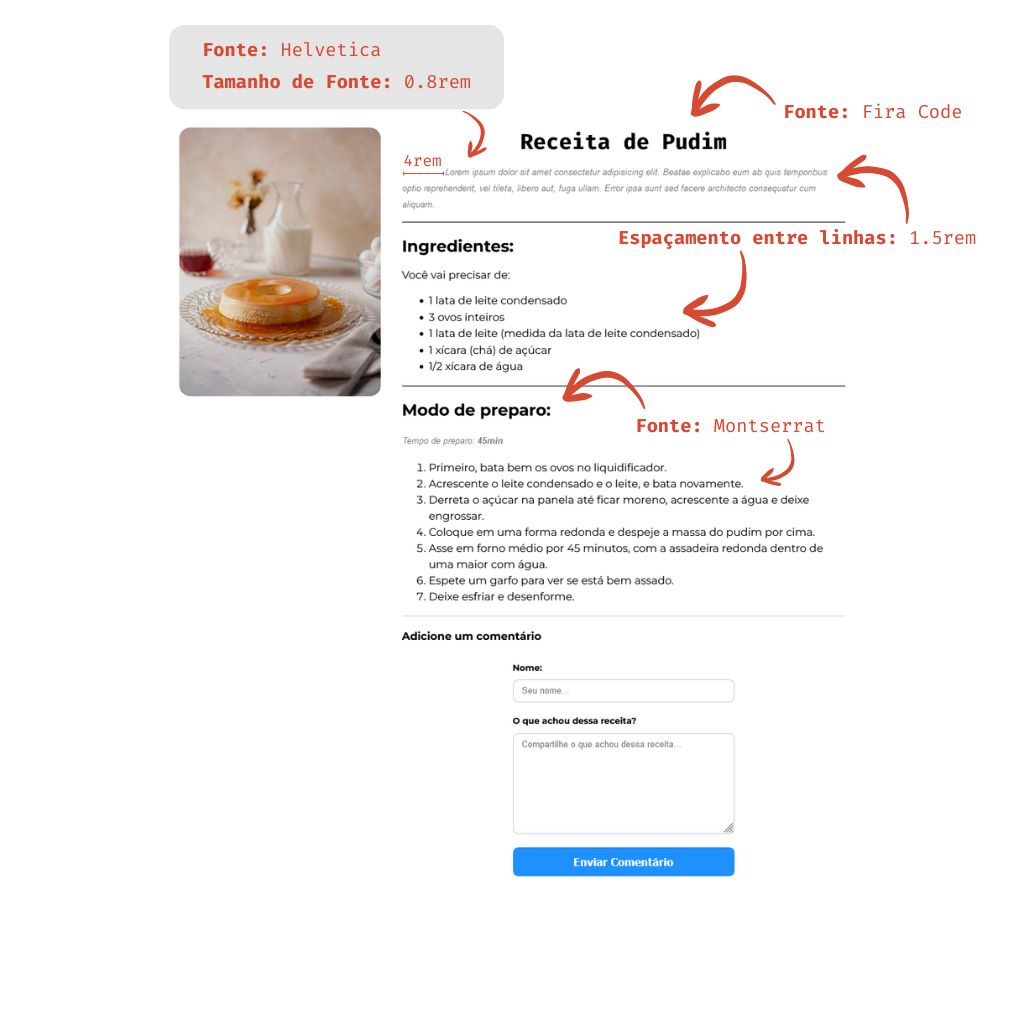 Fonte: Helvetica
Tamanho de Fonte: 0.8rem
Fonte: Fira Code
Receita de Pudim
4rem
Lorem ipsum dolor sit amet consectetur adipisicing elit. Beatae explicabo eum ab quis temporibus
optio reprehenderit, vel tileta, libero aut, fuga ullam. Error ipsa sunt sed facere architecto consequatur cum
aliquam.
Espaçamento entre linhas: 1.5rem
Ingredientes:
Você vai precisar de:
• 1 lata de leite condensado
• 3 ovos inteiros
• 1 lata de leite (medida da lata de leite condensado)
• 1 xícara (chá) de açúcar
• 1/2 xícara de água
Modo de preparo:
Fonte: Montserrat
Tempo de preparo: 45min
1. Primeiro, bata bem os ovos no liquidificador.
2. Acrescente o leite condensado e o leite, e bata novamente.
3. Derreta o açúcar na panela até ficar moreno, acrescente a água e deixe
engrossar.
4. Coloque em uma forma redonda e despeje a massa do pudim por cima.
5. Asse em forno médio por 45 minutos, com a assadeira redonda dentro de
uma maior com água.
6. Espete um garfo para ver se está bem assado.
7. Deixe esfriar e desenforme.
Adicione um comentário
Nome:
Seu nome...
O que achou dessa receita?
Compartilhe o que achou dessa receita...
Enviar Comentário